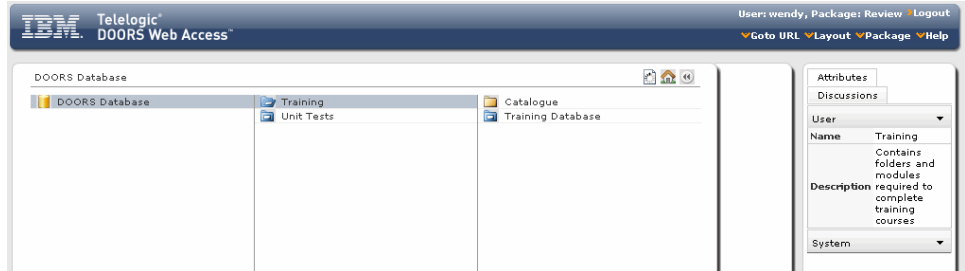 IBM. Telelogic® DOORS Web Access™
User: wendy, Package: Review Logout
Goto URL Layout Package Help
DOORS Database
DOORS Database
Training
Unit Tests
Catalogue
Training Database
Attributes
Discussions
User
Name Training
Description Contains folders and modules required to complete training courses
System